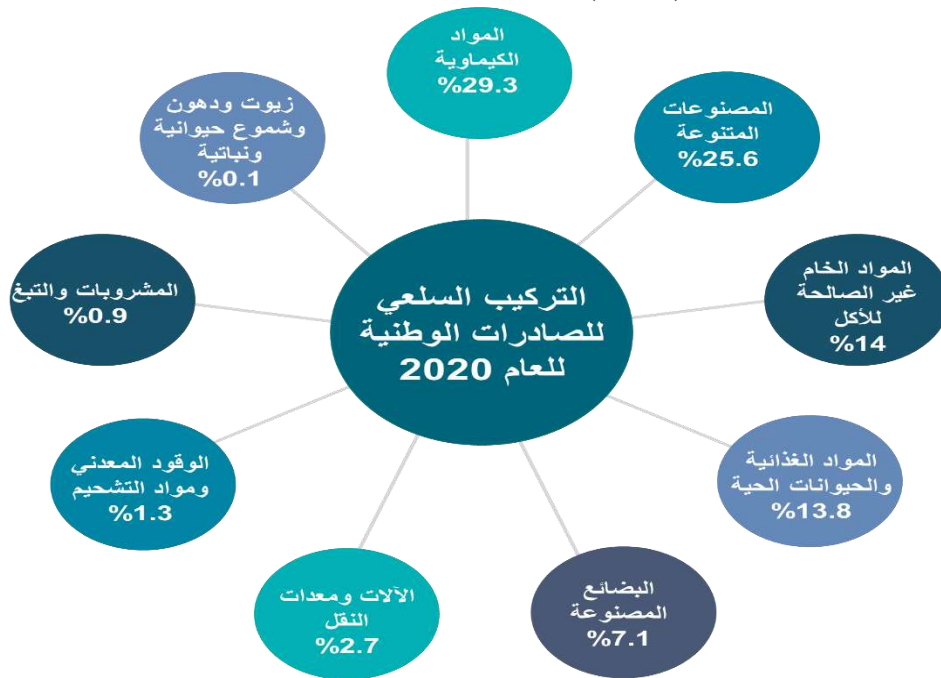 المواد
الكيماوية
%29.3
المصنوعات
المتنوعة
%25.6
المواد الخام
غير الصالحة
للأكل
%14
المواد الغذائية
والحيوانات الحية
%13.8
البضائع
المصنوعة
%7.1
الآلات ومعدات
النقل
%2.7
الوقود المعدني
ومواد التشحيم
%1.3
المشروبات والتبغ
%0.9
زيوت ودهون
وشموع حيوانية
ونباتية
%0.1
التركيب السلعي
للصادرات الوطنية
للعام 2020